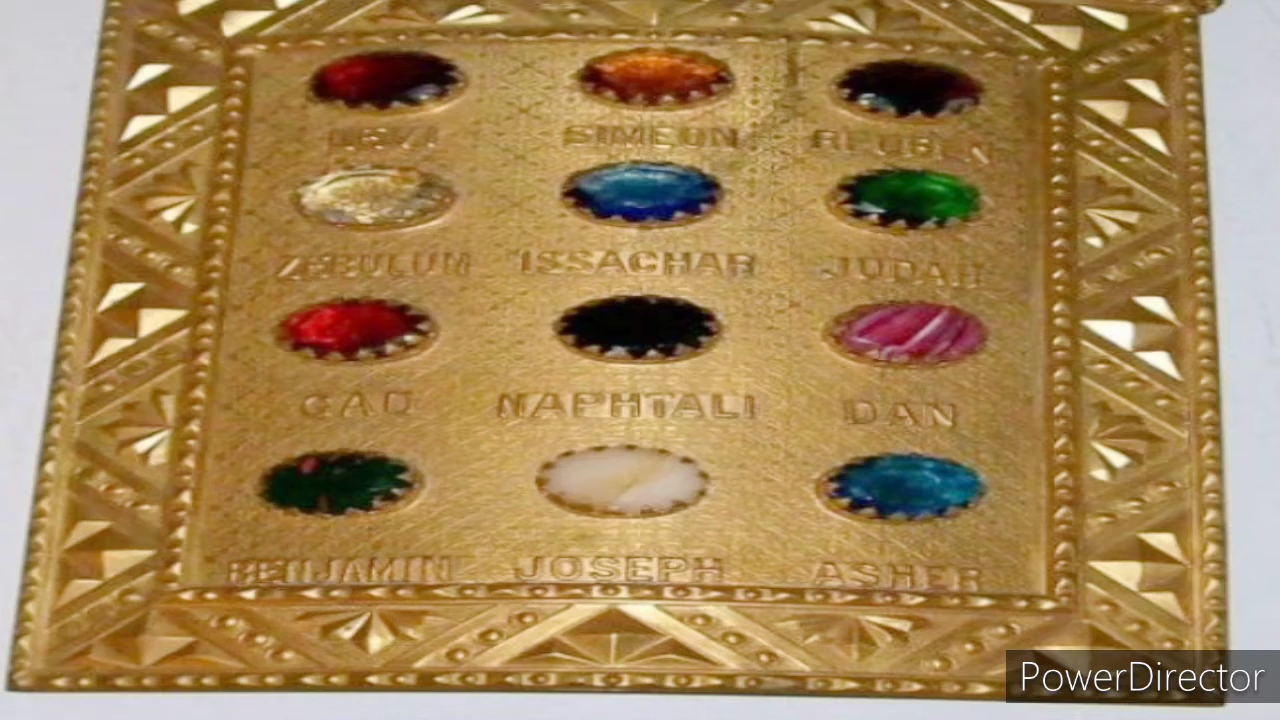 LEVI SIMEON REUBEN
ZEBULUN ISSACHAR JUDAH
GAD NAPHTALI DAN
BENJAMIN JOSEPH ASHER
PowerDirector